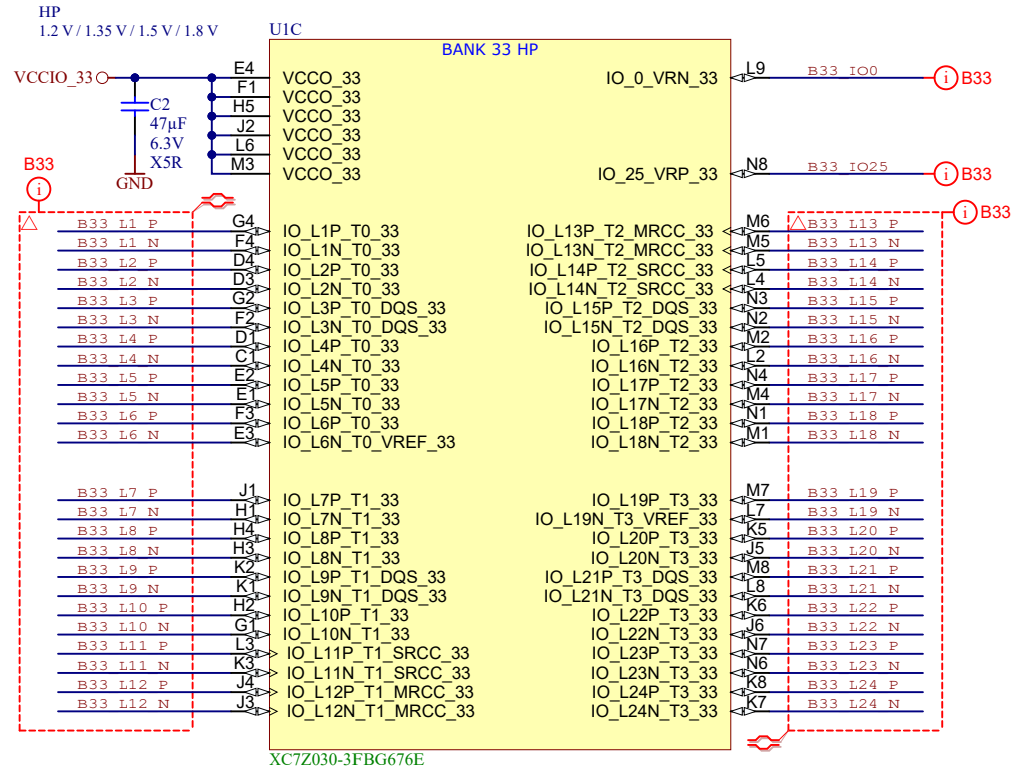 HP
1.2 V / 1.35 V / 1.5 V / 1.8 V
U1C
BANK 33 HP
VCCIO_33
E4 VCCO_33
F1 VCCO_33
H5 VCCO_33
J2 VCCO_33
L6 VCCO_33
M3 VCCO_33
C2
47µF
6.3V
X5R
GND
IO_0_VRN_33 L9 B33_IO0 i B33
IO_25_VRP_33 N8 B33_IO25 i B33
B33
i
i B33
B33_L1_P G4 IO_L1P_T0_33
B33_L1_N F4 IO_L1N_T0_33
B33_L2_P D4 IO_L2P_T0_33
B33_L2_N D3 IO_L2N_T0_33
B33_L3_P G2 IO_L3P_T0_DQS_33
B33_L3_N F2 IO_L3N_T0_DQS_33
B33_L4_P D1 IO_L4P_T0_33
B33_L4_N C1 IO_L4N_T0_33
B33_L5_P E2 IO_L5P_T0_33
B33_L5_N E1 IO_L5N_T0_33
B33_L6_P F3 IO_L6P_T0_33
B33_L6_N E3 IO_L6N_T0_VREF_33
B33_L7_P J1 IO_L7P_T1_33
B33_L7_N H1 IO_L7N_T1_33
B33_L8_P H4 IO_L8P_T1_33
B33_L8_N H3 IO_L8N_T1_33
B33_L9_P K2 IO_L9P_T1_DQS_33
B33_L9_N K1 IO_L9N_T1_DQS_33
B33_L10_P H2 IO_L10P_T1_33
B33_L10_N G1 IO_L10N_T1_33
B33_L11_P L3 IO_L11P_T1_SRCC_33
B33_L11_N K3 IO_L11N_T1_SRCC_33
B33_L12_P J4 IO_L12P_T1_MRCC_33
B33_L12_N J3 IO_L12N_T1_MRCC_33
IO_L13P_T2_MRCC_33 M6 B33_L13_P
IO_L13N_T2_MRCC_33 M5 B33_L13_N
IO_L14P_T2_SRCC_33 L5 B33_L14_P
IO_L14N_T2_SRCC_33 L4 B33_L14_N
IO_L15P_T2_DQS_33 N3 B33_L15_P
IO_L15N_T2_DQS_33 N2 B33_L15_N
IO_L16P_T2_33 M2 B33_L16_P
IO_L16N_T2_33 L2 B33_L16_N
IO_L17P_T2_33 N4 B33_L17_P
IO_L17N_T2_33 M4 B33_L17_N
IO_L18P_T2_33 N1 B33_L18_P
IO_L18N_T2_33 M1 B33_L18_N
IO_L19P_T3_33 M7 B33_L19_P
IO_L19N_T3_VREF_33 L7 B33_L19_N
IO_L20P_T3_33 K5 B33_L20_P
IO_L20N_T3_33 J5 B33_L20_N
IO_L21P_T3_DQS_33 M8 B33_L21_P
IO_L21N_T3_DQS_33 L8 B33_L21_N
IO_L22P_T3_33 K6 B33_L22_P
IO_L22N_T3_33 J6 B33_L22_N
IO_L23P_T3_33 N7 B33_L23_P
IO_L23N_T3_33 N6 B33_L23_N
IO_L24P_T3_33 K8 B33_L24_P
IO_L24N_T3_33 K7 B33_L24_N
XC7Z030-3FBG676E